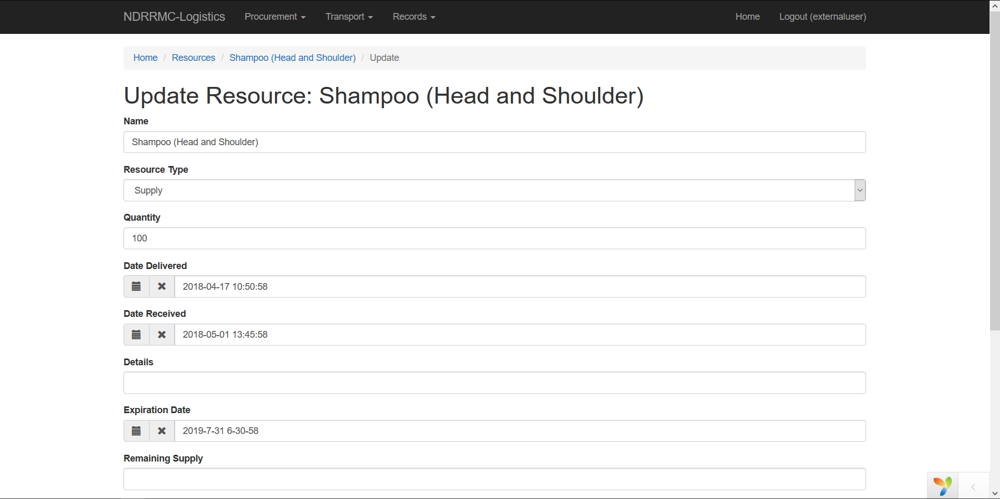 NDRRMC-Logistics Procurement Transport Records Home Logout (externaluser)
Home / Resources / Shampoo (Head and Shoulder) / Update
Update Resource: Shampoo (Head and Shoulder)
Name
Shampoo (Head and Shoulder)
Resource Type
Supply
Quantity
100
Date Delivered
2018-04-17 10:50:58
Date Received
2018-05-01 13:45:58
Details
Expiration Date
2019-7-31 6-30-58
Remaining Supply